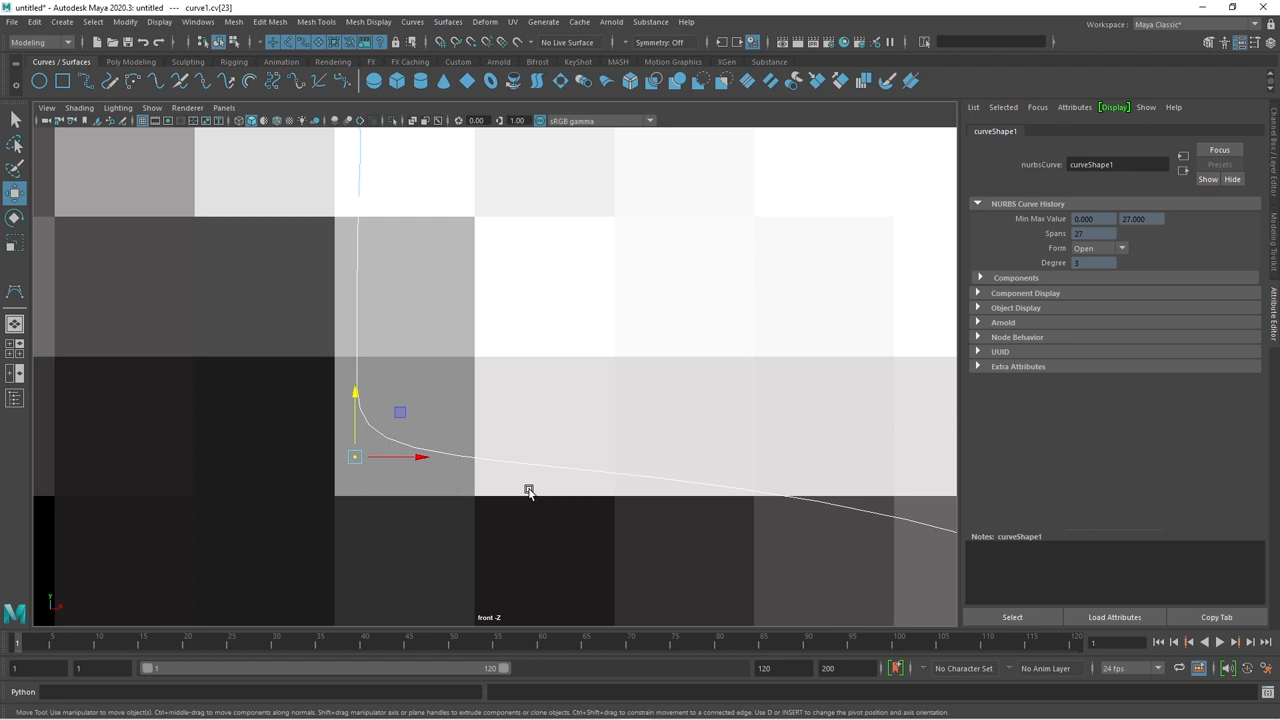 untitled* - Autodesk Maya 2020.3: untitled --- curve1.cv[23]
File Edit Create Select Modify Display Windows Mesh Edit Mesh Mesh Tools Mesh Display Curves Surfaces Deform UV Generate Cache Arnold Substance Help
Workspace : Maya Classic*
Modeling No Live Surface Symmetry: Off
Curves / Surfaces Poly Modeling Sculpting Rigging Animation Rendering FX FX Caching Custom Arnold Bifrost KeyShot MASH Motion Graphics XGen Substance
View Shading Lighting Show Renderer Panels
0.00 1.00 sRGB gamma
List Selected Focus Attributes [Display] Show Help
curveShape1
Focus
nurbsCurve: curveShape1
Presets
Show Hide
NURBS Curve History
Min Max Value 0.000 27.000
Spans 27
Form Open
Degree 3
Components
Component Display
Object Display
Arnold
Node Behavior
UUID
Extra Attributes
Notes: curveShape1
Select Load Attributes Copy Tab
Channel Box / Layer Editor
Modeling Toolkit
Attribute Editor
y
x
front -Z
1 5 10 15 20 25 30 35 40 45 50 55 60 65 70 75 80 85 90 95 100 105 110 115 120 1
1 1 1 120 120 200 No Character Set No Anim Layer 24 fps
Python
Move Tool: Use manipulator to move object(s). Ctrl+middle-drag to move components along normals. Shift+drag manipulator axis or plane handles to extrude components or clone objects. Ctrl+Shift+drag to constrain movement to a connected edge. Use D or INSERT to change the pivot position and axis orientation.